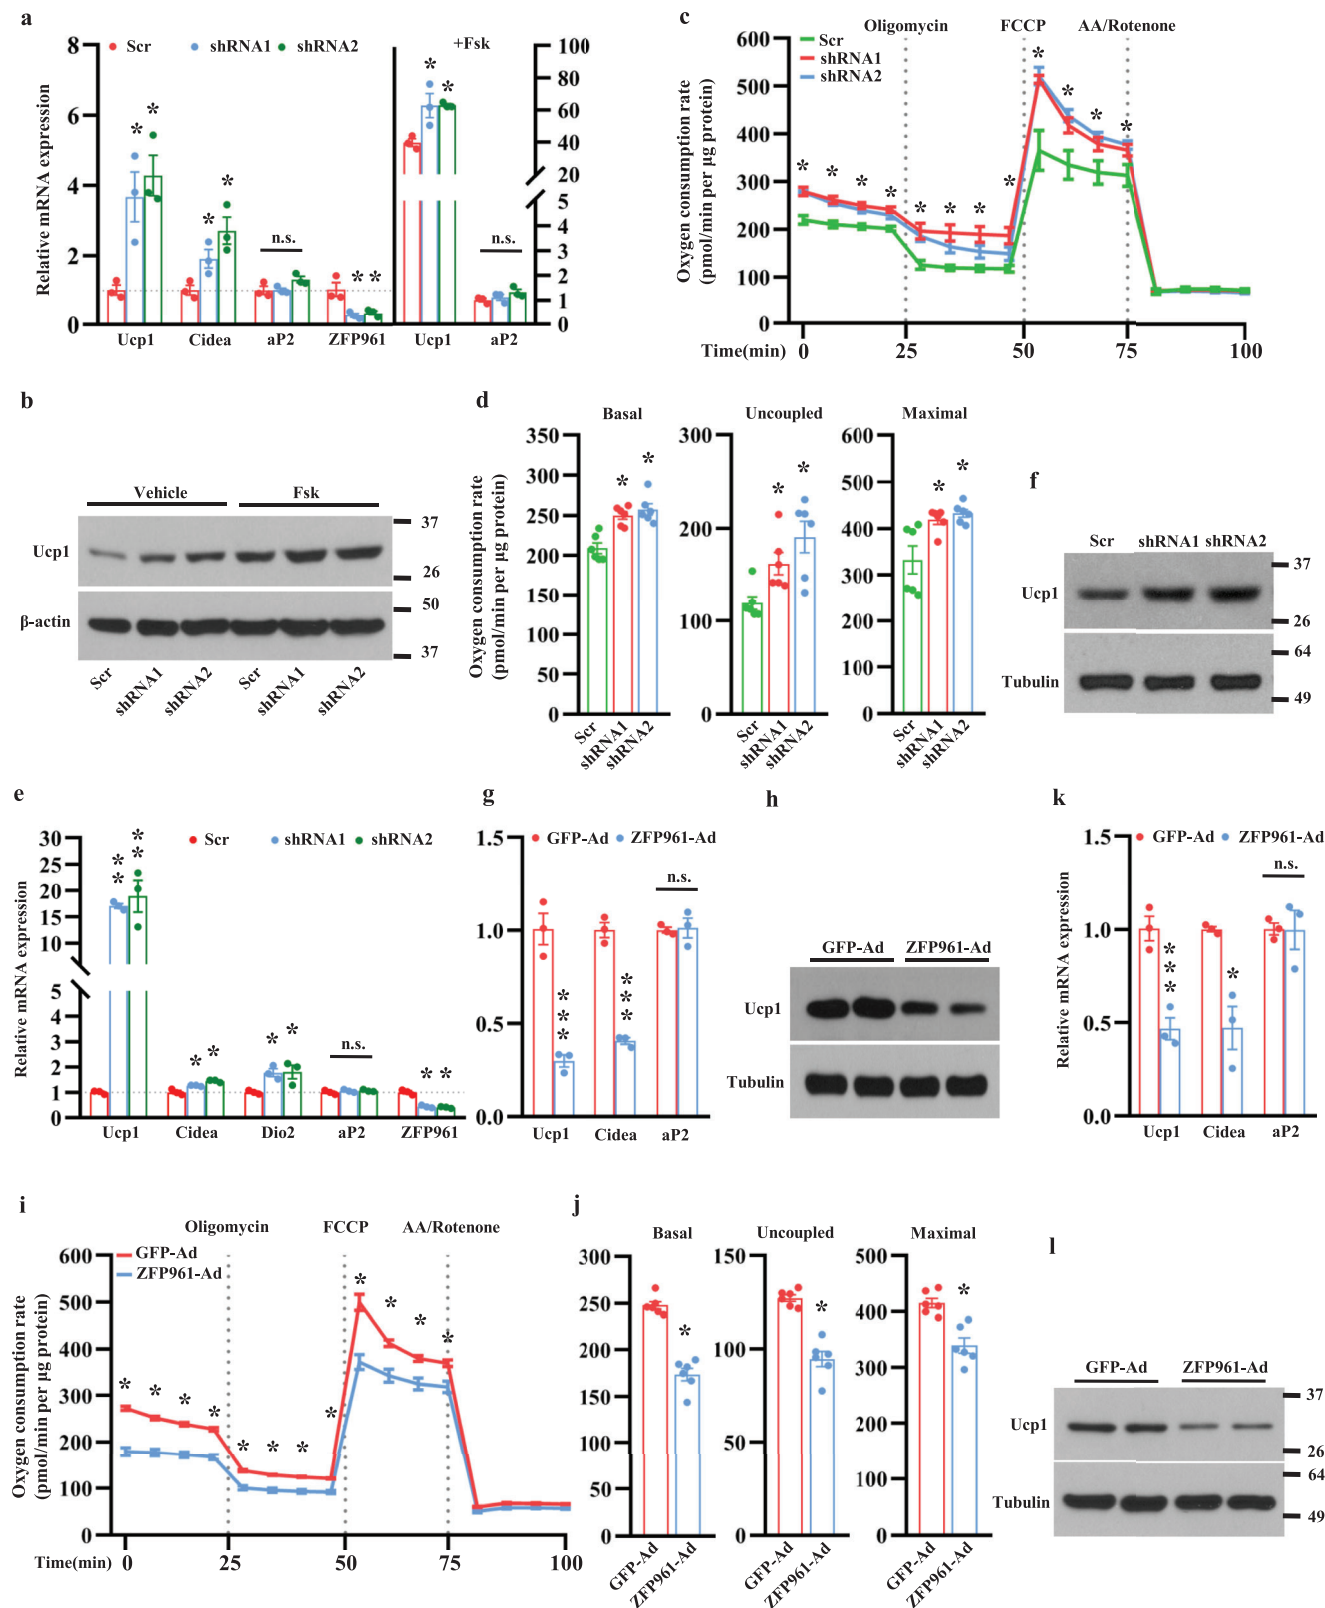 a
Scr shRNA1 shRNA2
+Fsk
Relative mRNA expression
8
6
4
2
0
* * * * n.s. * *
* * n.s.
100
80
60
40
20
5
4
3
2
1
0
Ucp1 Cidea aP2 ZFP961 Ucp1 aP2
c
Oligomycin FCCP AA/Rotenone
Scr
shRNA1
shRNA2
Oxygen consumption rate
(pmol/min per µg protein)
600
500
400
300
200
100
0
* * * * * * * * * * * *
Time(min) 0 25 50 75 100
b
Vehicle Fsk
Ucp1
β-actin
37
26
50
37
Scr shRNA1 shRNA2 Scr shRNA1 shRNA2
d
Oxygen consumption rate
(pmol/min per µg protein)
Basal Uncoupled Maximal
350
300
250
200
150
100
50
0
* *
Scr shRNA1 shRNA2
300
200
100
0
* *
Scr shRNA1 shRNA2
600
500
400
300
200
100
0
* *
Scr shRNA1 shRNA2
f
Scr shRNA1 shRNA2
Ucp1
Tubulin
37
26
64
49
e
Scr shRNA1 shRNA2
Relative mRNA expression
30
25
20
15
10
5
4
3
2
1
0
** ** * * * * n.s. * *
Ucp1 Cidea Dio2 aP2 ZFP961
g
GFP-Ad ZFP961-Ad
1.5
1.0
0.5
0.0
*** *** n.s.
Ucp1 Cidea aP2
h
GFP-Ad ZFP961-Ad
Ucp1
Tubulin
k
GFP-Ad ZFP961-Ad
Relative mRNA expression
1.5
1.0
0.5
0.0
*** * n.s.
Ucp1 Cidea aP2
i
Oligomycin FCCP AA/Rotenone
GFP-Ad
ZFP961-Ad
Oxygen consumption rate
(pmol/min per µg protein)
600
500
400
300
200
100
0
* * * * * * * * * * * *
Time(min) 0 25 50 75 100
j
Basal Uncoupled Maximal
300
250
200
150
100
50
0
*
GFP-Ad ZFP961-Ad
150
100
50
0
*
GFP-Ad ZFP961-Ad
500
400
300
200
100
0
*
GFP-Ad ZFP961-Ad
l
GFP-Ad ZFP961-Ad
Ucp1
Tubulin
37
26
64
49